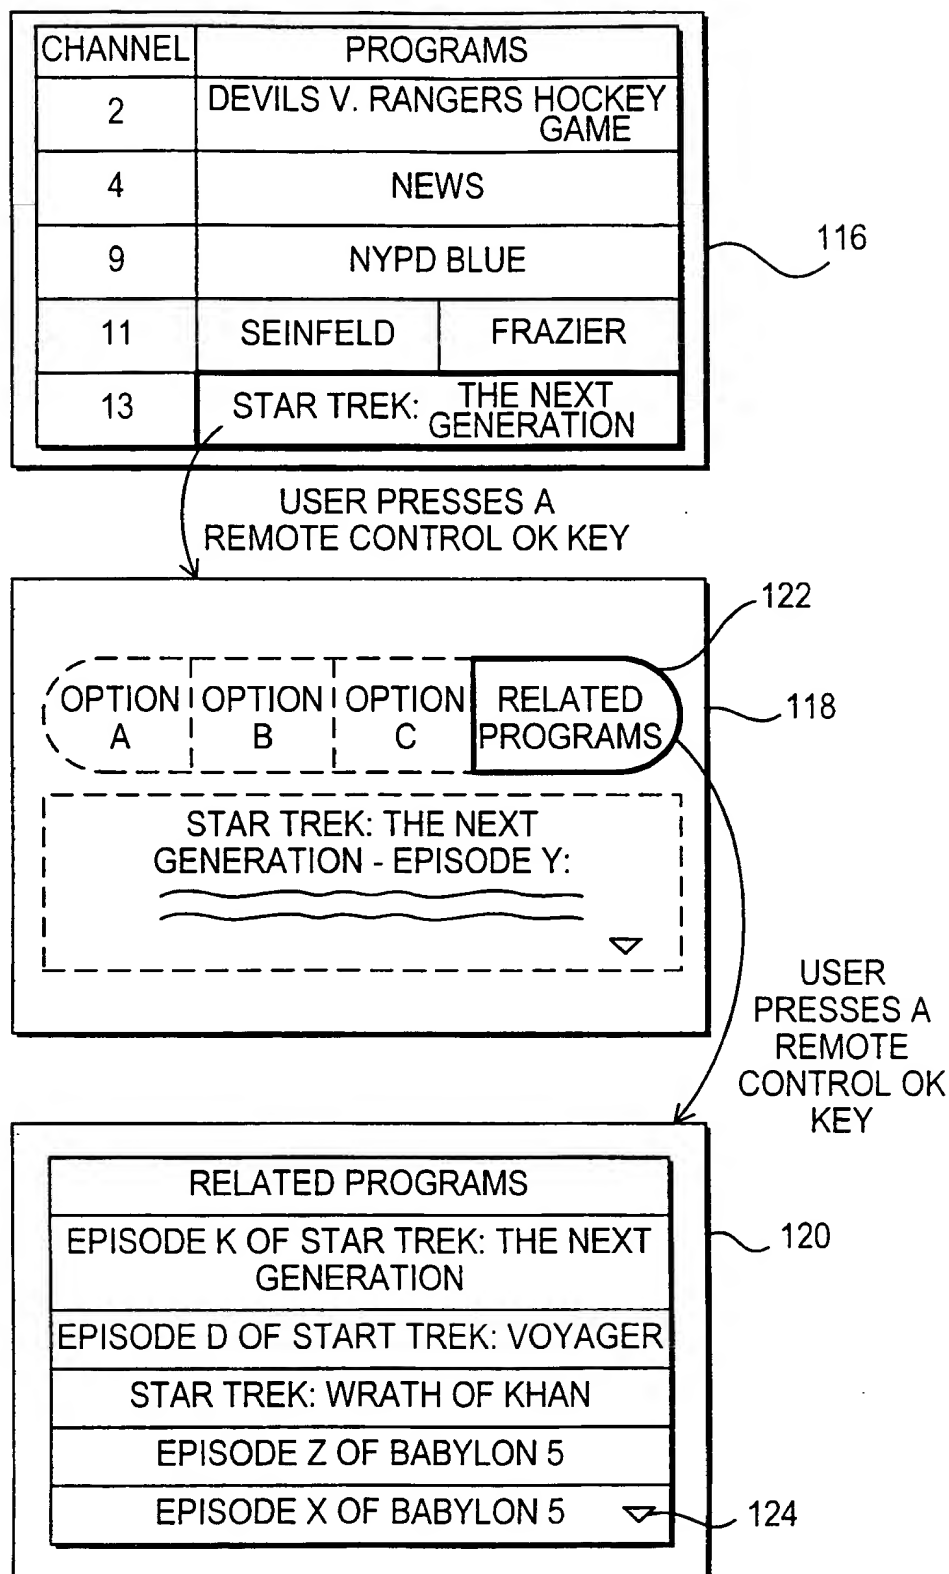 CHANNEL PROGRAMS
2 DEVILS V. RANGERS HOCKEY
GAME
4 NEWS
9 NYPD BLUE
116
11 SEINFELD FRAZIER
13 STAR TREK: THE NEXT
GENERATION
USER PRESSES A
REMOTE CONTROL OK KEY
122
OPTION A
OPTION B
OPTION C
RELATED
PROGRAMS
118
STAR TREK: THE NEXT
GENERATION - EPISODE Y:
USER
PRESSES A
REMOTE
CONTROL OK
KEY
RELATED PROGRAMS
120
EPISODE K OF STAR TREK: THE NEXT
GENERATION
EPISODE D OF START TREK: VOYAGER
STAR TREK: WRATH OF KHAN
EPISODE Z OF BABYLON 5
EPISODE X OF BABYLON 5
124